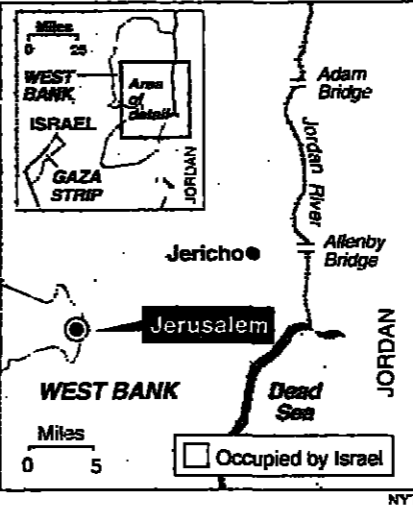 Miles
0 25
WEST
BANK
Area
of
detail
ISRAEL
GAZA
STRIP
JORDAN
Adam
Bridge
Jordan River
Jericho
Allenby
Bridge
Jerusalem
JORDAN
WEST BANK
Dead
Sea
Miles
0 5
Occupied by Israel
NY